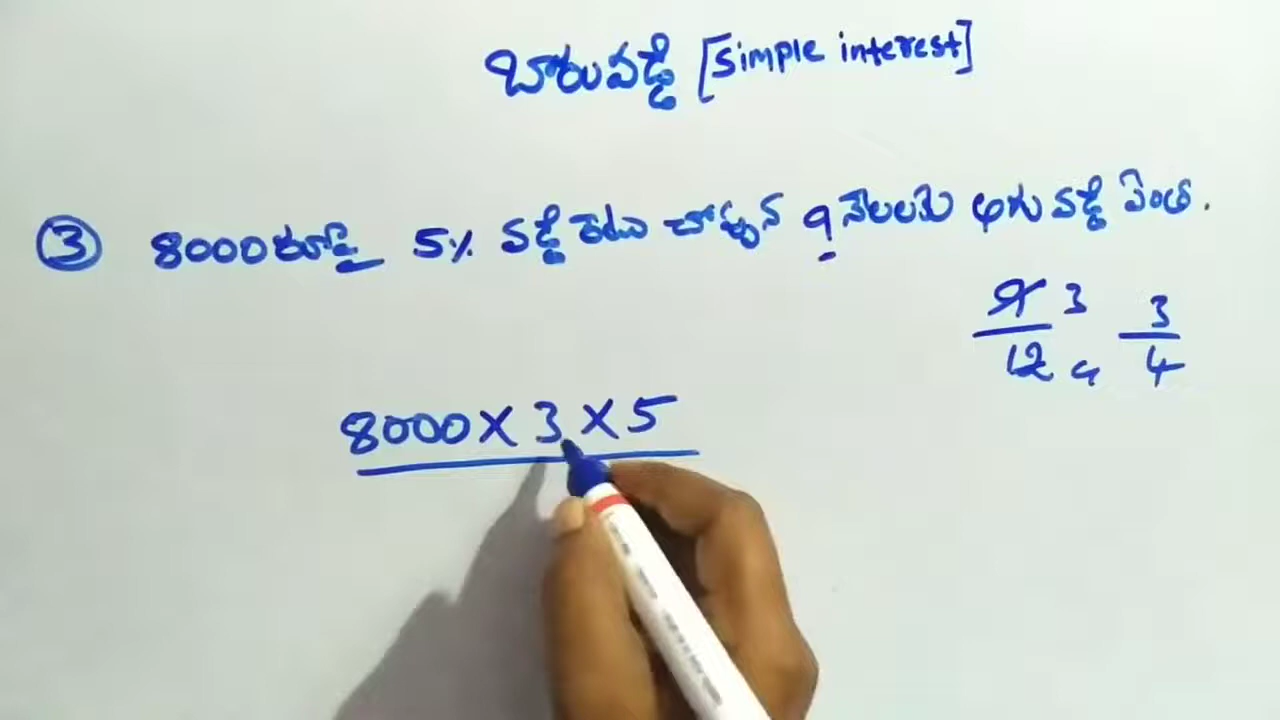 బారువడ్డీ [Simple interest]
③ 8000రూపై 5% వడ్డీ రేటు చొప్పున 9 నెలలకు అగు వడ్డీ ఎంత.
9 3 3
12 4 4
8000 × 3 × 5